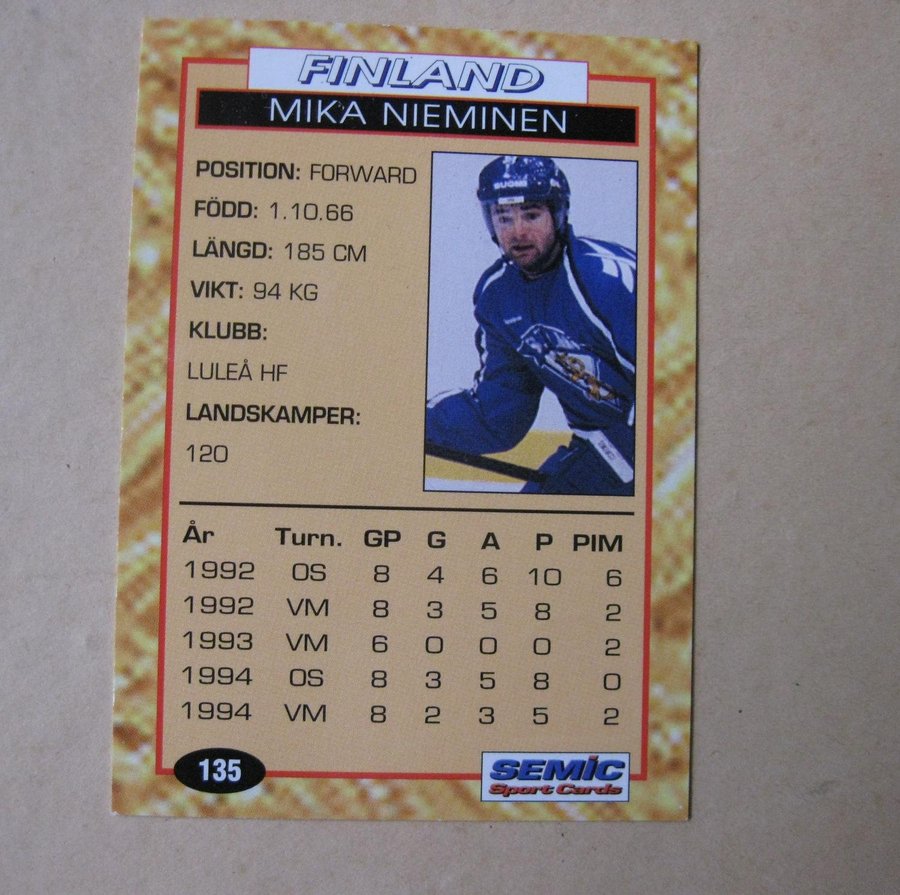 FINLAND
MIKA NIEMINEN
POSITION: FORWARD
FÖDD: 1.10.66
LÄNGD: 185 CM
VIKT: 94 KG
KLUBB:
LULEÅ HF
LANDSKAMPER:
120
SUOMI
År Turn. GP G A P PIM
1992 OS 8 4 6 10 6
1992 VM 8 3 5 8 2
1993 VM 6 0 0 0 2
1994 OS 8 3 5 8 0
1994 VM 8 2 3 5 2
135
SEMIC
Sport Cards